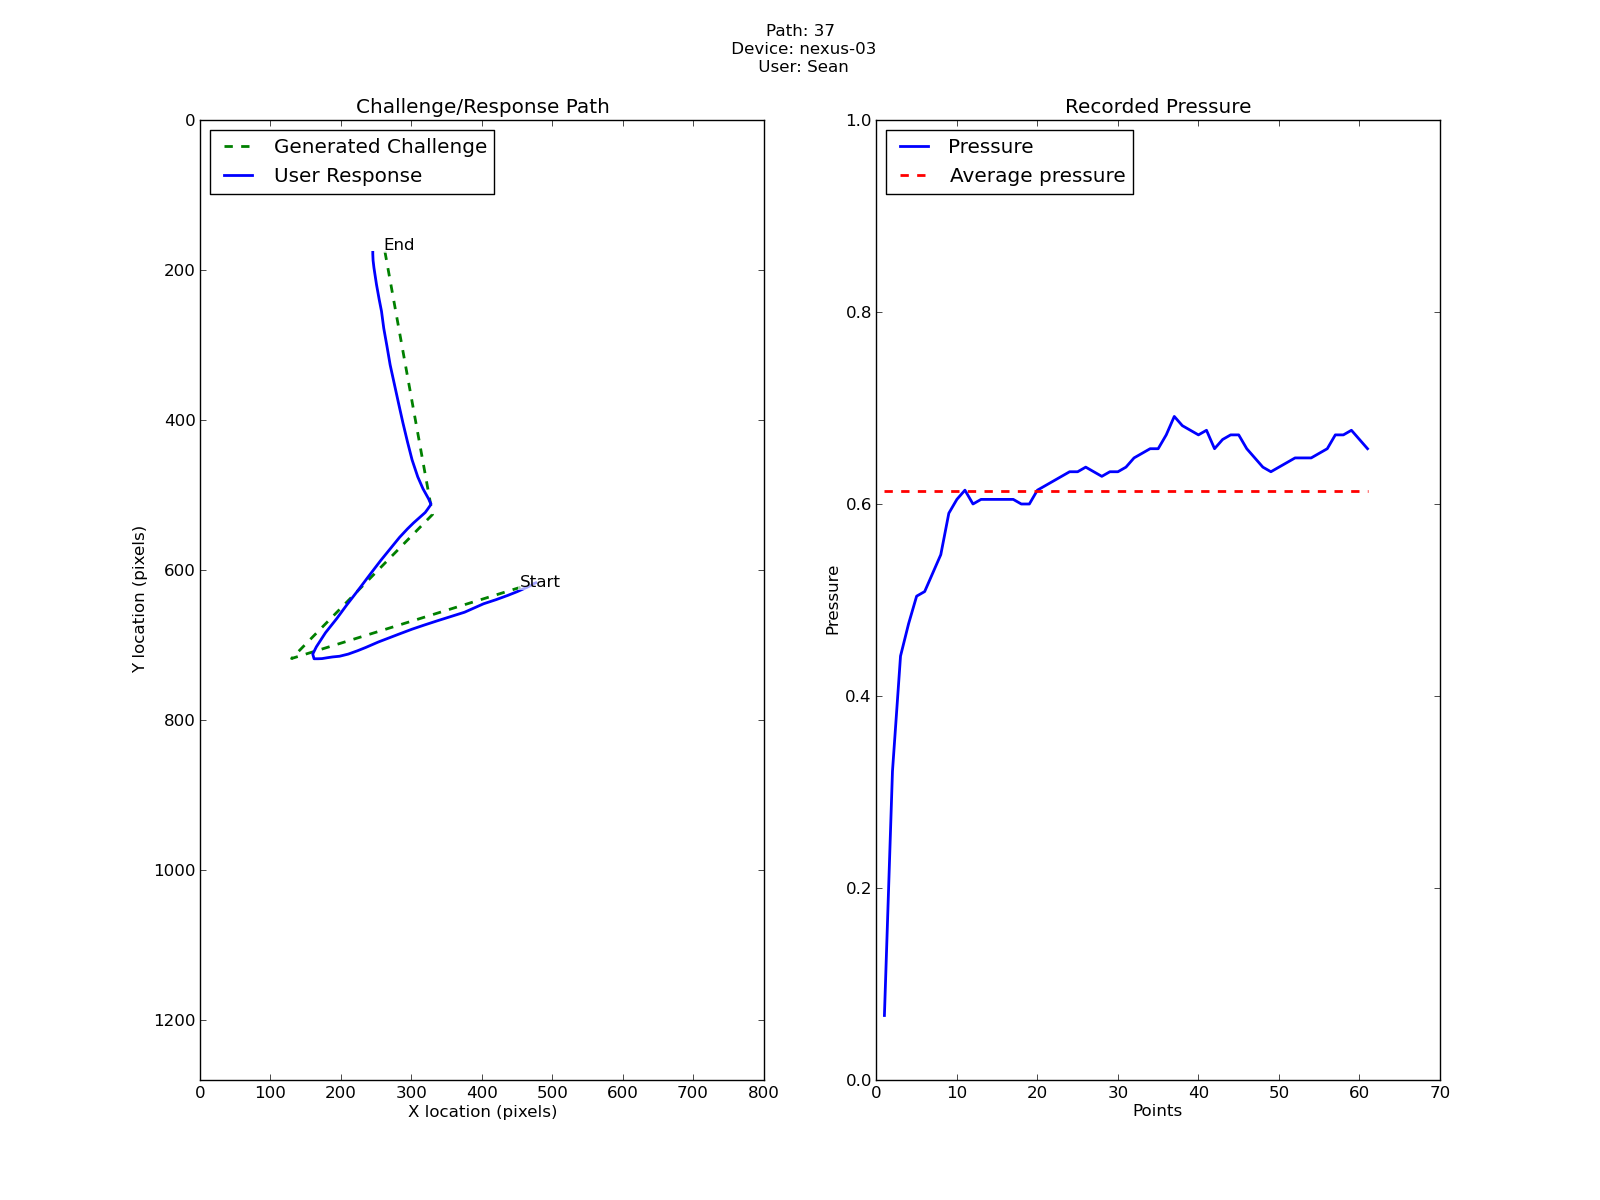 Path: 37
Device: nexus-03
User: Sean
Challenge/Response Path
Generated Challenge
User Response
End
Start
0
200
400
600
800
1000
1200
Y location (pixels)
0 100 200 300 400 500 600 700 800
X location (pixels)
Recorded Pressure
Pressure
Average pressure
1.0
0.8
0.6
0.4
0.2
0.0
Pressure
0 10 20 30 40 50 60 70
Points